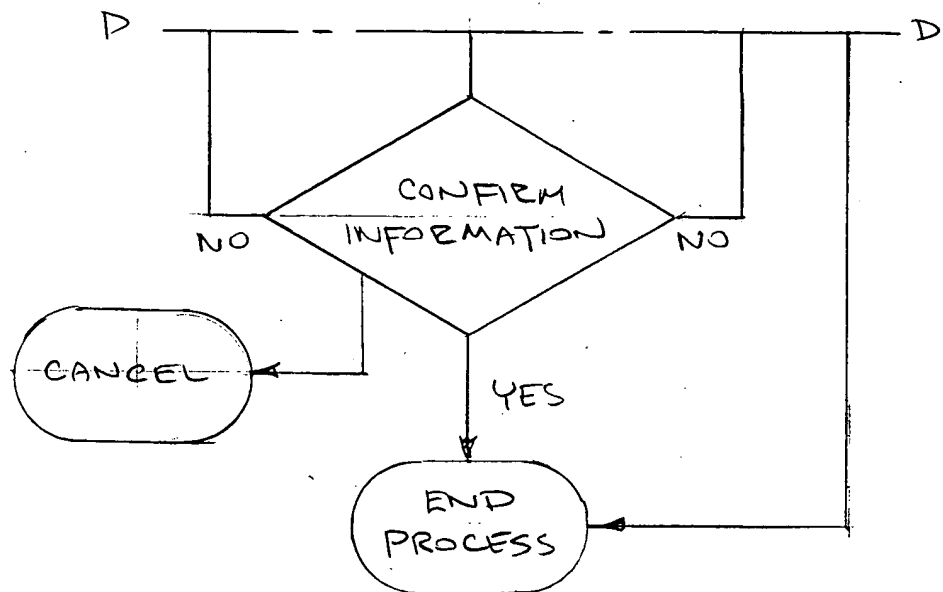 D D
CONFIRM
INFORMATION
NO NO
CANCEL
YES
END
PROCESS